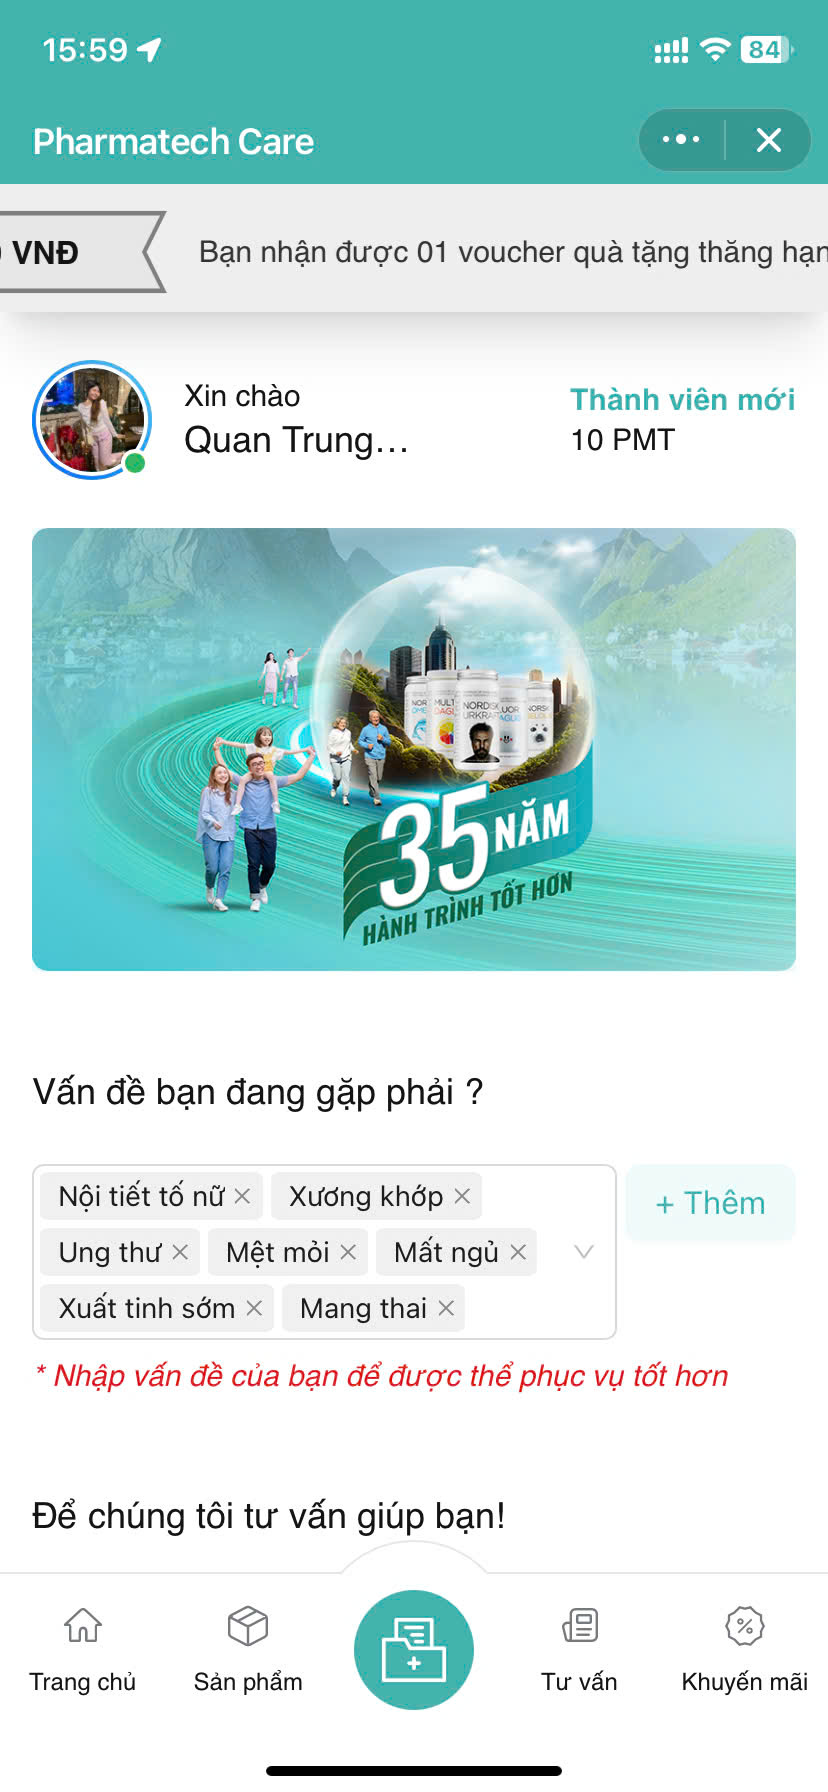 15:59
84
Pharmatech Care
VNĐ
Bạn nhận được 01 voucher quà tặng thăng hạn
Xin chào
Quan Trung...
Thành viên mới
10 PMT
NORDISK
35 NĂM
HÀNH TRÌNH TỐT HƠN
Vấn đề bạn đang gặp phải ?
Nội tiết tố nữ
Xương khớp
+ Thêm
Ung thư
Mệt mỏi
Mất ngủ
Xuất tinh sớm
Mang thai
* Nhập vấn đề của bạn để được thể phục vụ tốt hơn
Để chúng tôi tư vấn giúp bạn!
Trang chủ
Sản phẩm
Tư vấn
Khuyến mãi